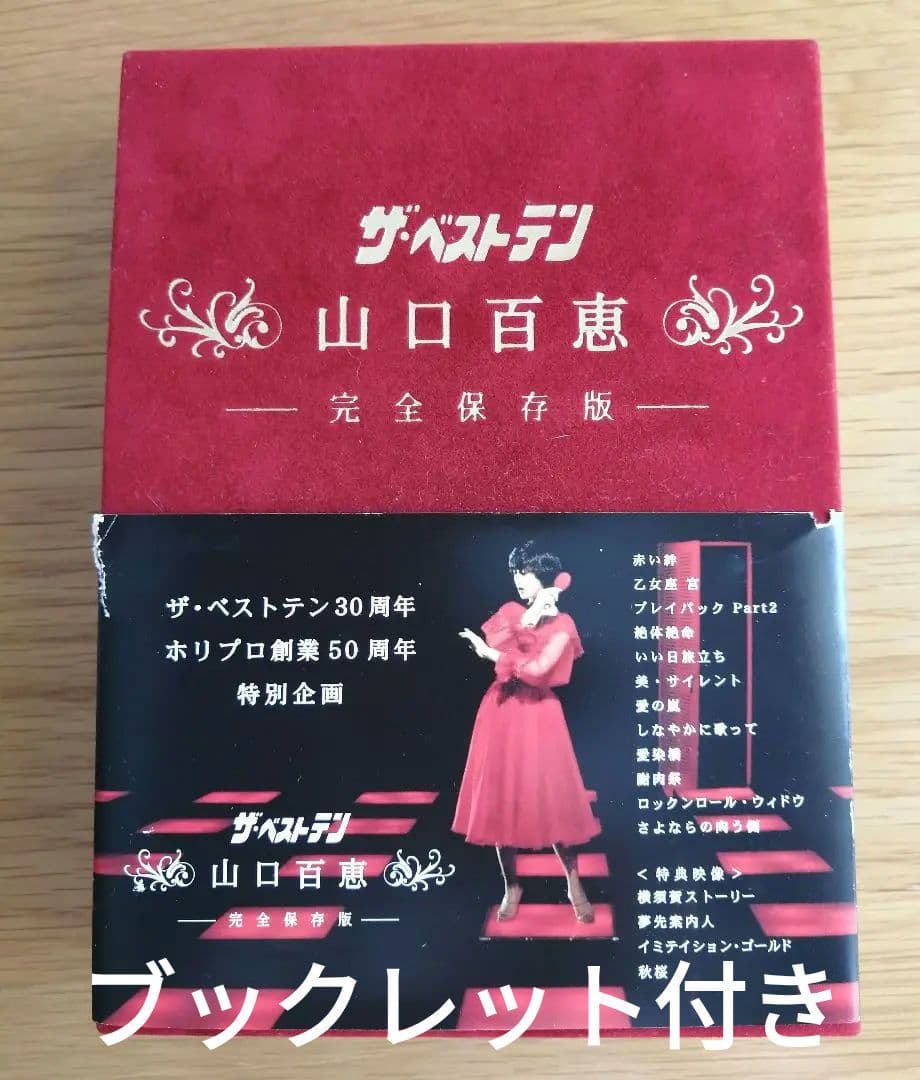 ザ・ベストテン
山口百恵
完全保存版
ザ・ベストテン30周年
ホリプロ創業50周年
特別企画
ザ・ベストテン
山口百恵
完全保存版
赤い絆
乙女座 宮
プレイバック Part2
絶体絶命
いい日旅立ち
美・サイレント
愛の嵐
しなやかに歌って
愛染橋
謝肉祭
ロックンロール・ウィドウ
さよならの向う側
<特典映像>
横須賀ストーリー
夢先案内人
イミテイション・ゴールド
秋桜
ブックレット付き